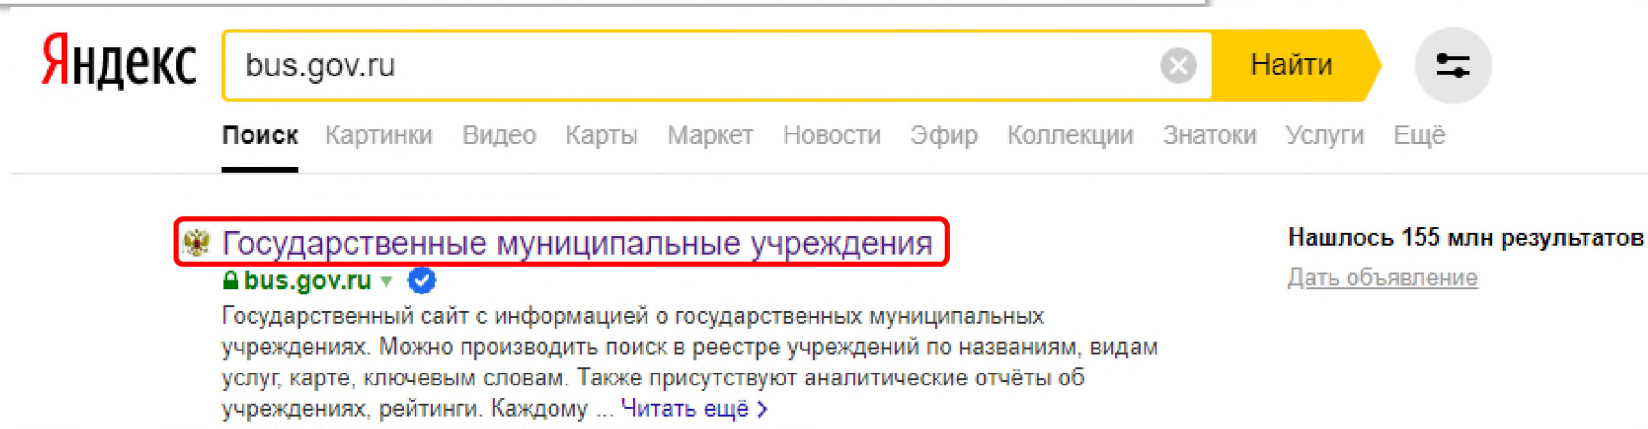 Яндекс
bus.gov.ru
Найти
Поиск Картинки Видео Карты Маркет Новости Эфир Коллекции Знатоки Услуги Ещё
Государственные муниципальные учреждения
bus.gov.ru
Государственный сайт с информацией о государственных муниципальных
учреждениях. Можно производить поиск в реестре учреждений по названиям, видам
услуг, карте, ключевым словам. Также присутствуют аналитические отчёты об
учреждениях, рейтинги. Каждому ... Читать ещё >
Нашлось 155 млн результатов
Дать объявление